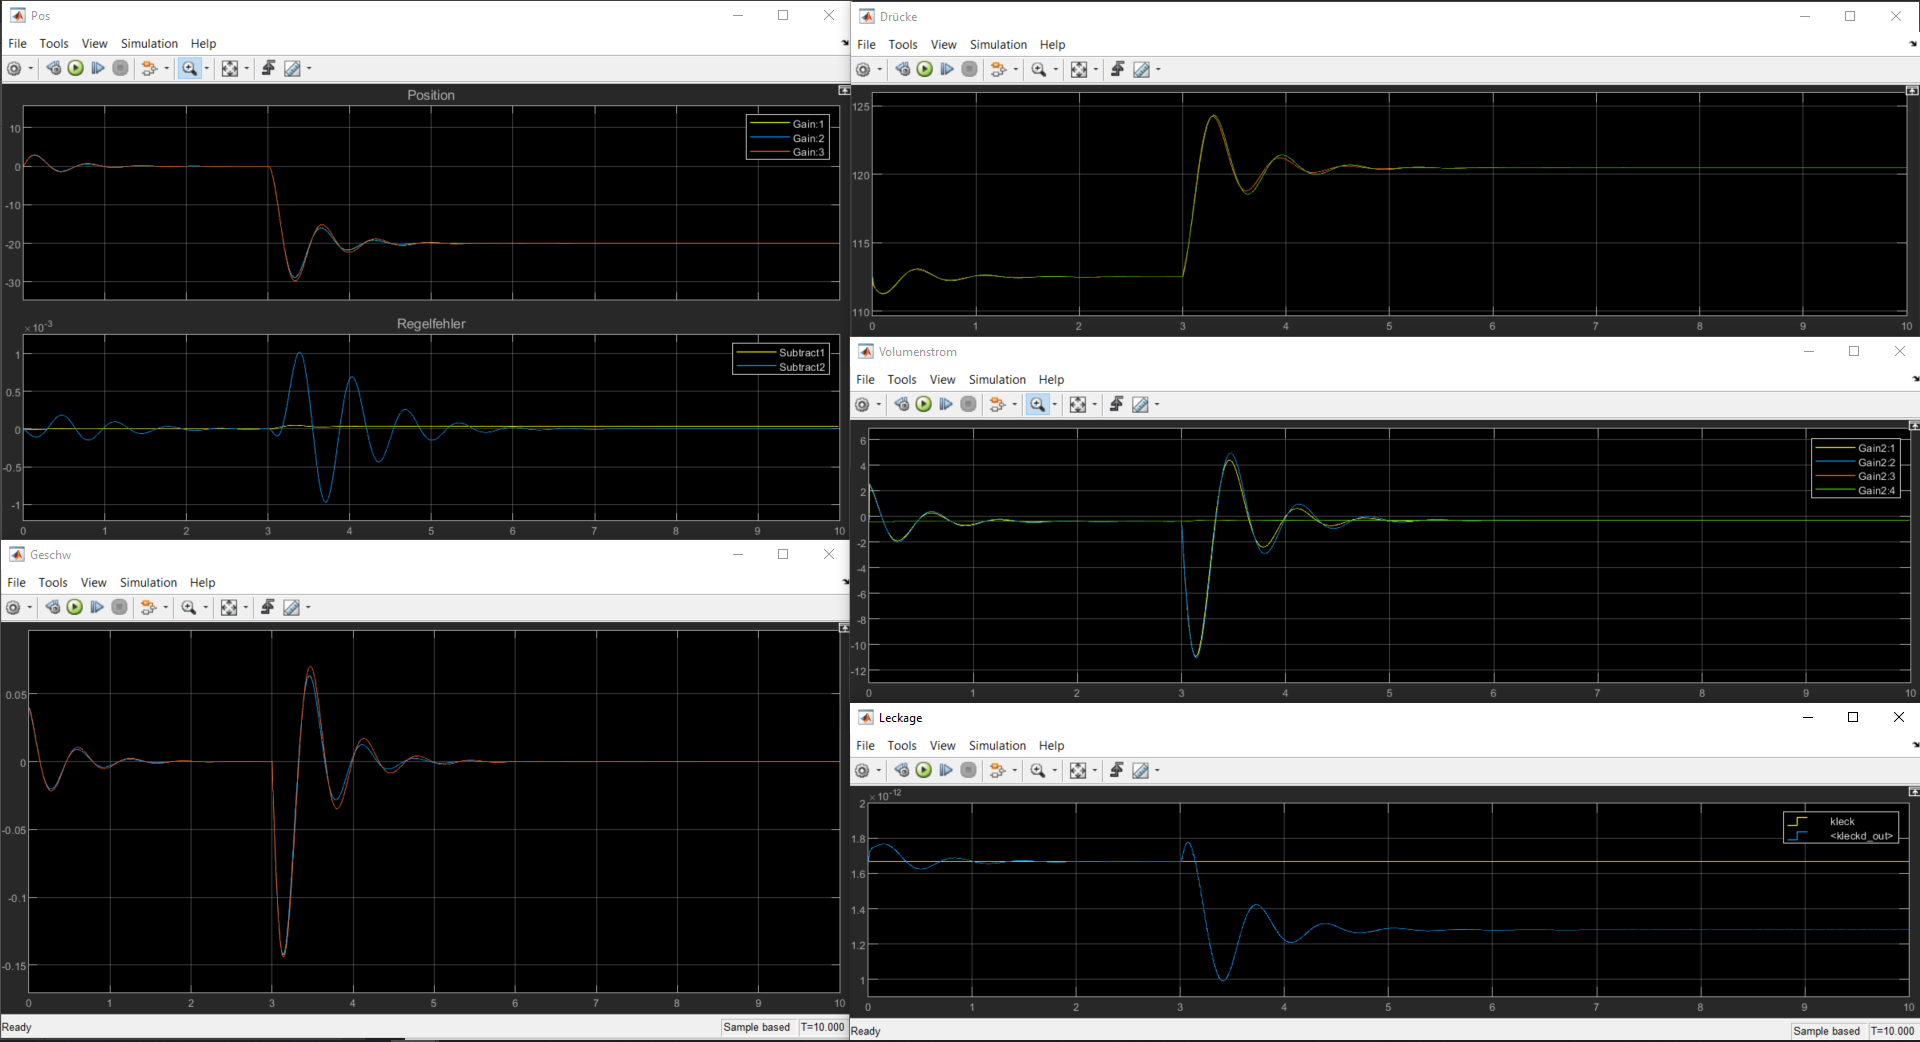 Pos
File Tools View Simulation Help
Position
10
0
-10
-20
-30
Gain:1
Gain:2
Gain:3
Regelfehler
×10-3
1
0.5
0
-0.5
-1
Subtract1
Subtract2
0 1 2 3 4 5 6 7 8 9 10
Geschw
File Tools View Simulation Help
0.05
0
-0.05
-0.1
-0.15
0 1 2 3 4 5 6 7 8 9 10
Ready Sample based T=10.000
Drücke
File Tools View Simulation Help
125
120
115
110
0 1 2 3 4 5 6 7 8 9 10
Volumenstrom
File Tools View Simulation Help
6
4
2
0
-2
-4
-6
-8
-10
-12
Gain2:1
Gain2:2
Gain2:3
Gain2:4
0 1 2 3 4 5 6 7 8 9 10
Leckage
File Tools View Simulation Help
×10-12
2
1.8
1.6
1.4
1.2
1
kleck
<kleckd_out>
0 1 2 3 4 5 6 7 8 9 10
Ready Sample based T=10.000